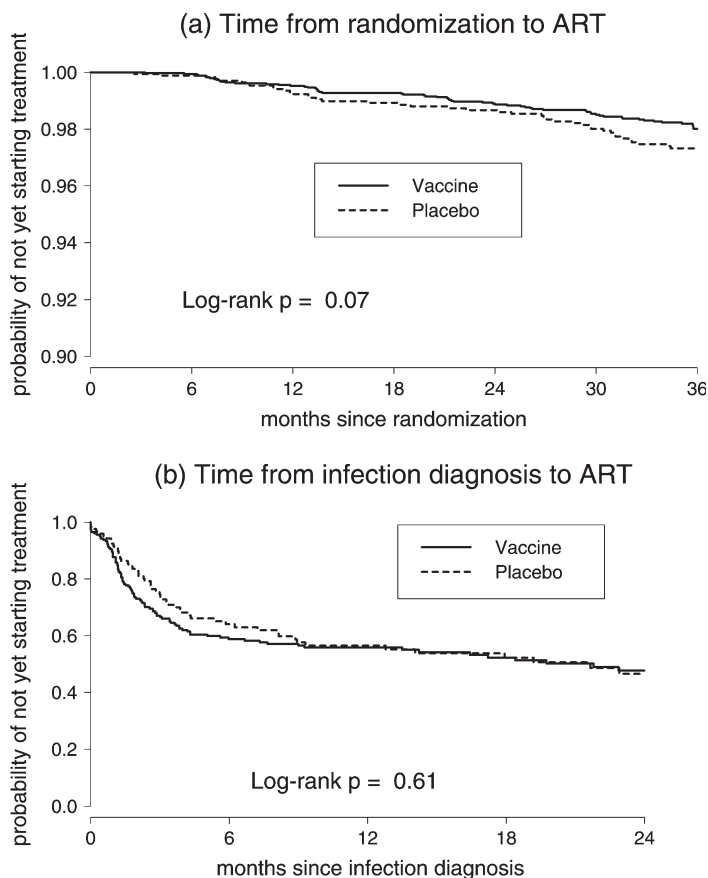 (a) Time from randomization to ART
probability of not yet starting treatment
1.00
0.98
0.96
0.94
0.92
0.90
Vaccine
Placebo
Log-rank p = 0.07
0 6 12 18 24 30 36
months since randomization
(b) Time from infection diagnosis to ART
probability of not yet starting treatment
1.0
0.8
0.6
0.4
0.2
0.0
Vaccine
Placebo
Log-rank p = 0.61
0 6 12 18 24
months since infection diagnosis